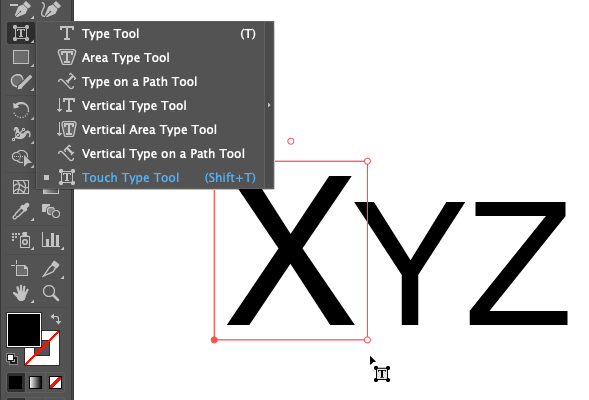 Type Tool (T)
Area Type Tool
Type on a Path Tool
Vertical Type Tool
Vertical Area Type Tool
Vertical Type on a Path Tool
Touch Type Tool (Shift+T)
XYZ